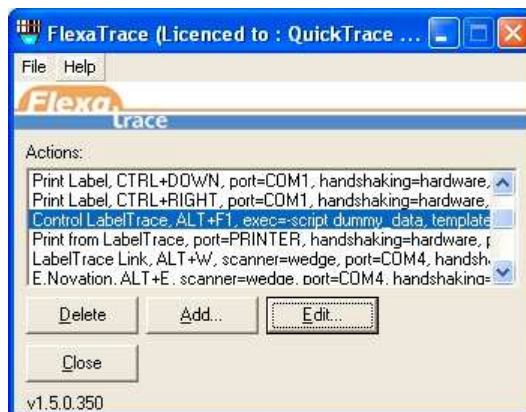 FlexaTrace (Licenced to : QuickTrace ...
File Help
Flexa.
trace
Actions:
Print Label, CTRL+DOWN, port=COM1, handshaking=hardware,
Print Label, CTRL+RIGHT, port=COM1, handshaking=hardware,
Control LabelTrace, ALT+F1, exec=-script dummy_data, template
Print from LabelTrace, port=PRINTER, handshaking=hardware, p
LabelTrace Link, ALT+W, scanner=wedge, port=COM4, handsh
E.Novation, ALT+E, scanner=wedge, port=COM4, handshaking=
Delete Add... Edit...
Close
v1.5.0.350